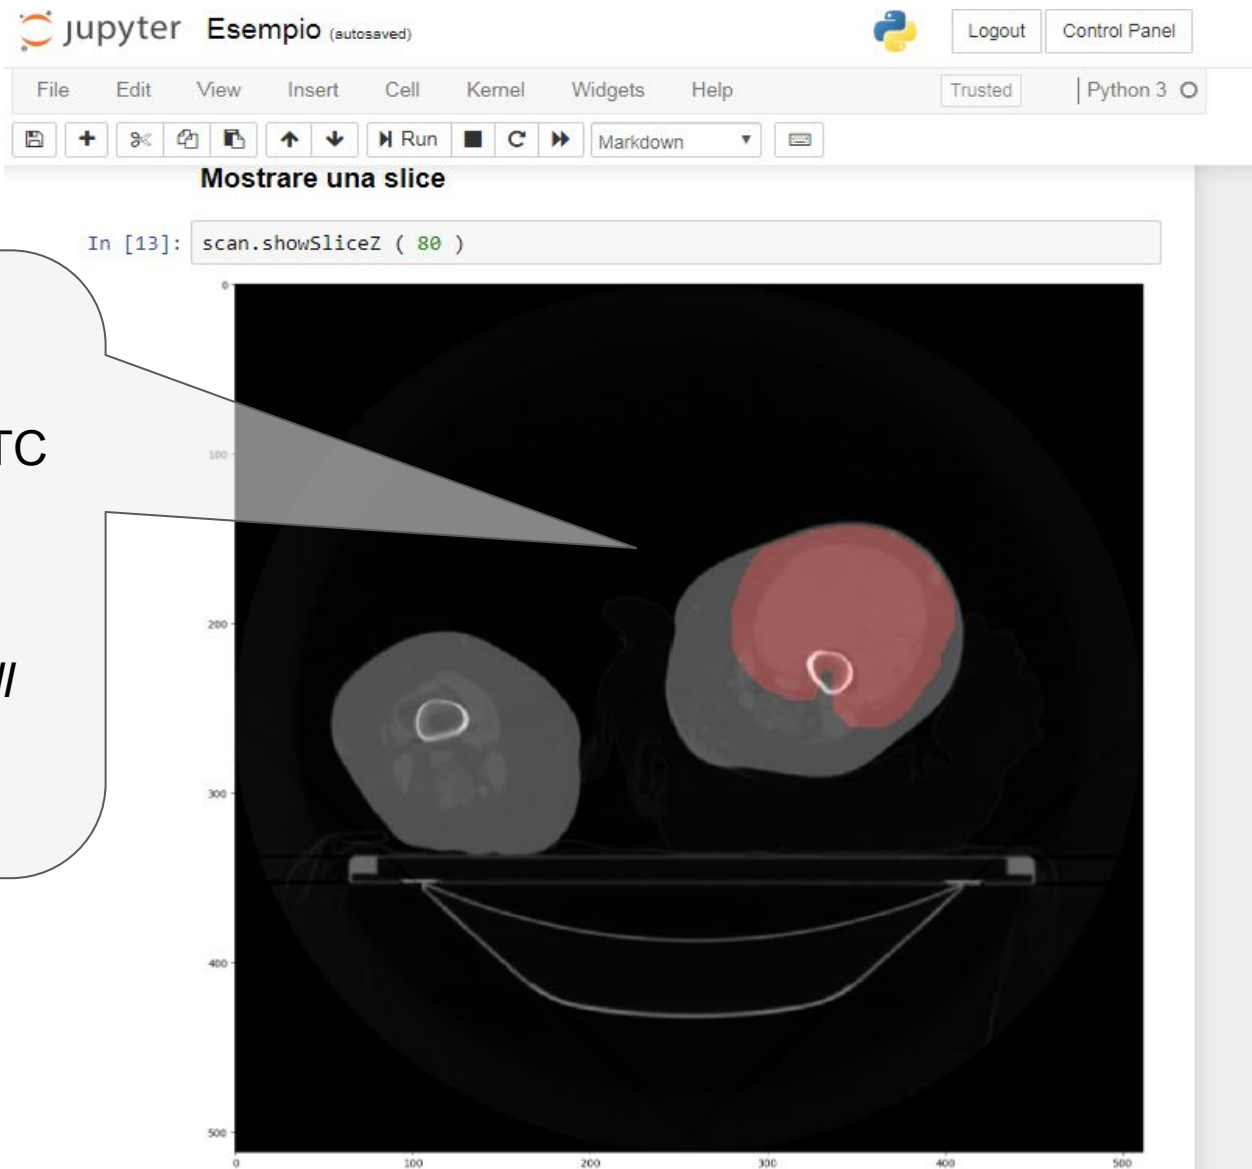 jupyter Esempio (autosaved) Logout Control Panel
File Edit View Insert Cell Kernel Widgets Help Trusted Python 3
Run Markdown
Mostrare una slice
In [13]: scan.showSliceZ ( 80 )
TC
0
100
200
300
400
500
0 100 200 300 400 500